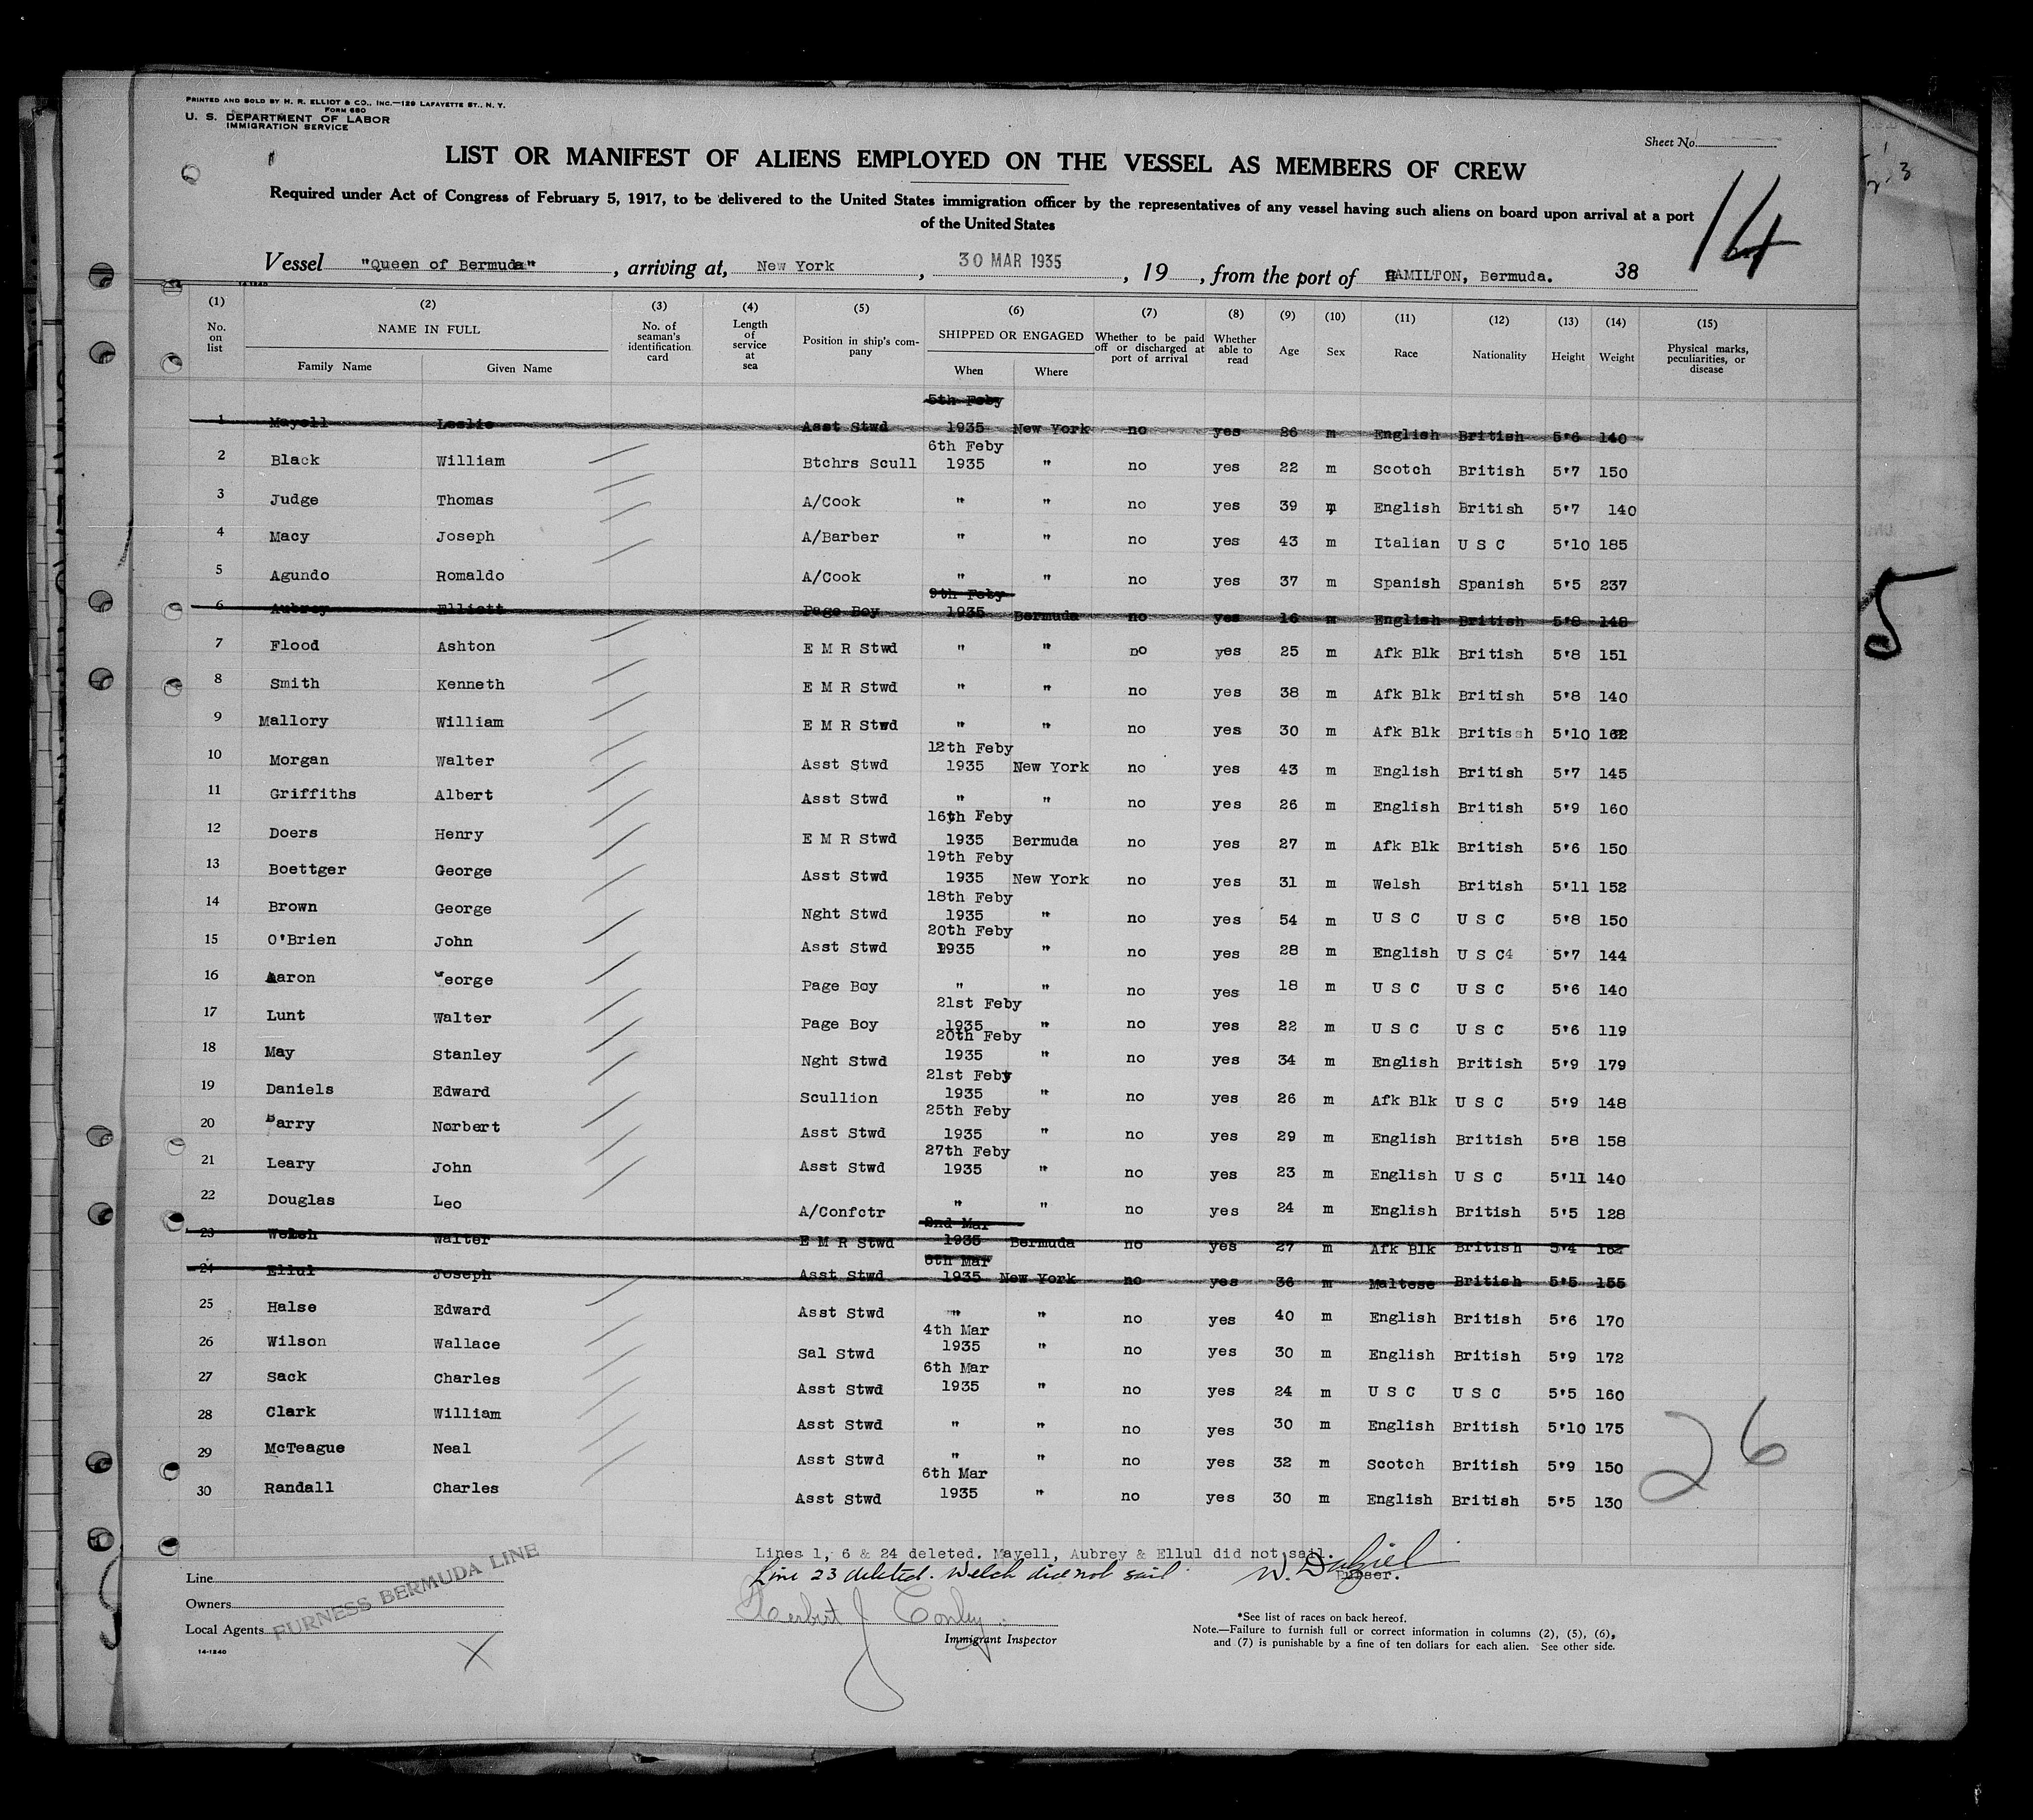 PRINTED AND SOLD BY H. R. ELLIOT & CO., INC.—129 LAFAYETTE ST., N. Y.
FORM 680
U. S. DEPARTMENT OF LABOR
IMMIGRATION SERVICE
Sheet No.
LIST OR MANIFEST OF ALIENS EMPLOYED ON THE VESSEL AS MEMBERS OF CREW
Required under Act of Congress of February 5, 1917, to be delivered to the United States immigration officer by the representatives of any vessel having such aliens on board upon arrival at a port
of the United States
14
Vessel "Queen of Bermuda", arriving at, New York, 30 MAR 1935, 19, from the port of HAMILTON, Bermuda. 38
14-1240
(1) (2) (3) (4) (5) (6) (7) (8) (9) (10) (11) (12) (13) (14) (15)
No. on list
NAME IN FULL
Family Name Given Name
No. of seaman's identification card
Length of service at sea
Position in ship's company
SHIPPED OR ENGAGED
When Where
Whether to be paid off or discharged at port of arrival
Whether able to read
Age Sex Race Nationality Height Weight
Physical marks, peculiarities, or disease
5th Feby
1 Mayell Leslie Asst Stwd 1935 New York no yes 26 m English British 5'6 140
6th Feby
2 Black William Btchrs Scull 1935 " no yes 22 m Scotch British 5'7 150
3 Judge Thomas A/Cook " " no yes 39 m English British 5'7 140
4 Macy Joseph A/Barber " " no yes 43 m Italian U S C 5'10 185
5 Agundo Romaldo A/Cook " " no yes 37 m Spanish Spanish 5'5 237
9th Feby
6 Aubrey Elliott Page Boy 1935 Bermuda no yes 16 m English British 5'8 148
7 Flood Ashton E M R Stwd " " no yes 25 m Afk Blk British 5'8 151
8 Smith Kenneth E M R Stwd " " no yes 38 m Afk Blk British 5'8 140
9 Mallory William E M R Stwd " " no yes 30 m Afk Blk Britissh 5'10 162
12th Feby
10 Morgan Walter Asst Stwd 1935 New York no yes 43 m English British 5'7 145
11 Griffiths Albert Asst Stwd " " no yes 26 m English British 5'9 160
16th Feby
12 Doers Henry E M R Stwd 1935 Bermuda no yes 27 m Afk Blk British 5'6 150
19th Feby
13 Boettger George Asst Stwd 1935 New York no yes 31 m Welsh British 5'11 152
18th Feby
14 Brown George Nght Stwd 1935 " no yes 54 m U S C U S C 5'8 150
20th Feby
15 O'Brien John Asst Stwd 1935 " no yes 28 m English U S C4 5'7 144
16 Aaron George Page Boy " " no yes 18 m U S C U S C 5'6 140
21st Feby
17 Lunt Walter Page Boy 1935 " no yes 22 m U S C U S C 5'6 119
20th Feby
18 May Stanley Nght Stwd 1935 " no yes 34 m English British 5'9 179
21st Feby
19 Daniels Edward Scullion 1935 " no yes 26 m Afk Blk U S C 5'9 148
25th Feby
20 Barry Norbert Asst Stwd 1935 " no yes 29 m English British 5'8 158
27th Feby
21 Leary John Asst Stwd 1935 " no yes 23 m English U S C 5'11 140
22 Douglas Leo A/Confctr " " no yes 24 m English British 5'5 128
2nd Mar
23 Welsh Walter E M R Stwd 1935 Bermuda no yes 27 m Afk Blk British 5'4 162
6th Mar
24 Ellul Joseph Asst Stwd 1935 New York no yes 36 m Maltese British 5'5 155
25 Halse Edward Asst Stwd " " no yes 40 m English British 5'6 170
4th Mar
26 Wilson Wallace Sal Stwd 1935 " no yes 30 m English British 5'9 172
6th Mar
27 Sack Charles Asst Stwd 1935 " no yes 24 m U S C U S C 5'5 160
28 Clark William Asst Stwd " " no yes 30 m English British 5'10 175
29 McTeague Neal Asst Stwd " " no yes 32 m Scotch British 5'9 150
6th Mar
30 Randall Charles Asst Stwd 1935 " no yes 30 m English British 5'5 130
5
26
Lines 1, 6 & 24 deleted. Mayell, Aubrey & Ellul did not sail.
Line 23 deleted. Welch did not sail
W. Dalziel
Purser.
Herbert J Conley
Immigrant Inspector
Line
Owners
Local Agents
FURNESS BERMUDA LINE
14-1240
X
*See list of races on back hereof.
Note.—Failure to furnish full or correct information in columns (2), (5), (6),
and (7) is punishable by a fine of ten dollars for each alien. See other side.